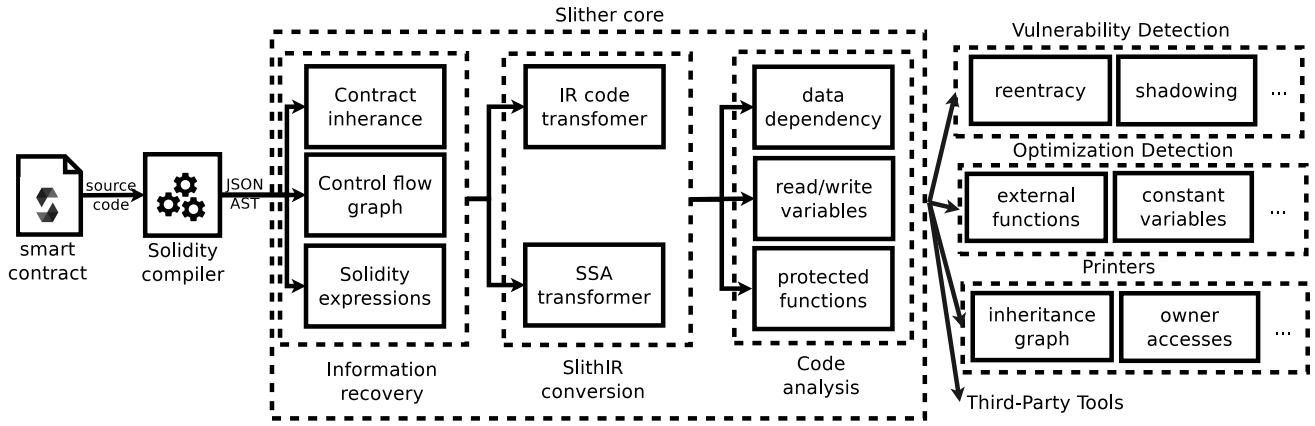 Slither core
smart
contract
source
code
Solidity
compiler
JSON
AST
Contract
inherance
Control flow
graph
Solidity
expressions
Information
recovery
IR code
transfomer
SSA
transformer
SlithIR
conversion
data
dependency
read/write
variables
protected
functions
Code
analysis
Vulnerability Detection
reentracy
shadowing
...
Optimization Detection
external
functions
constant
variables
...
Printers
inheritance
graph
owner
accesses
...
Third-Party Tools